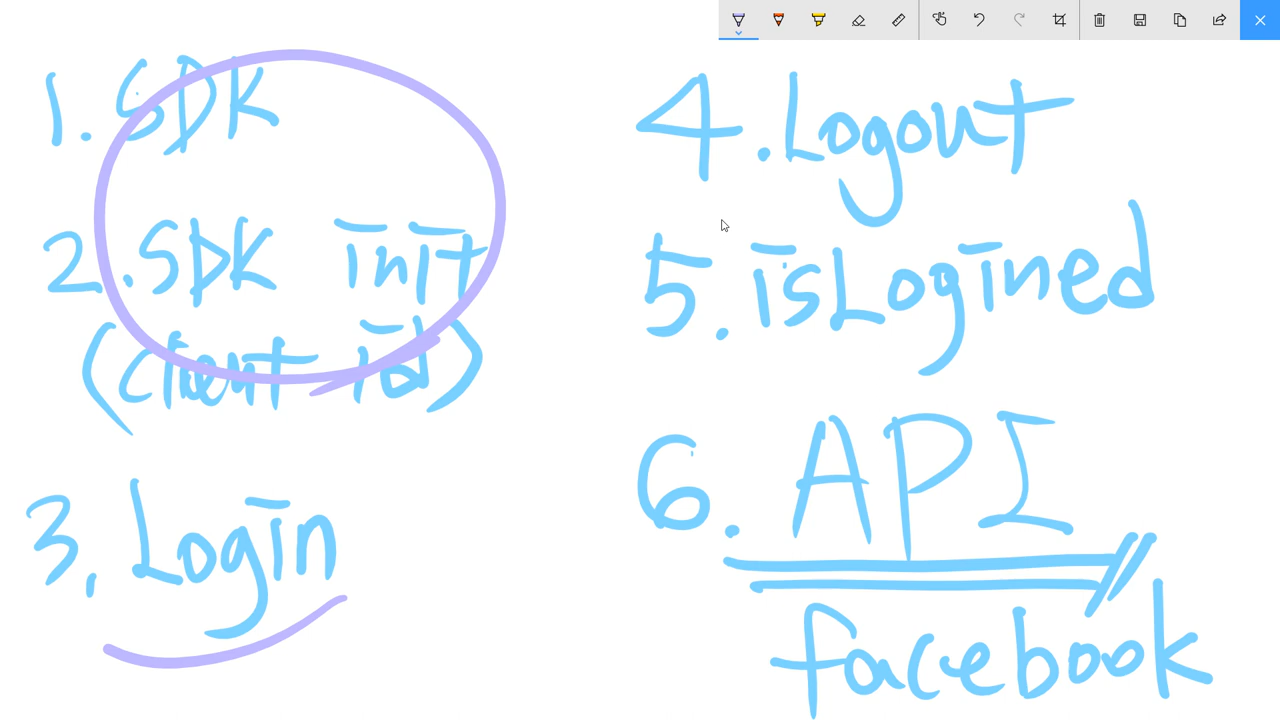 1. SDK
2. SDK init
(client id)
3, Login
4. Logout
5. isLogined
6. API
facebook